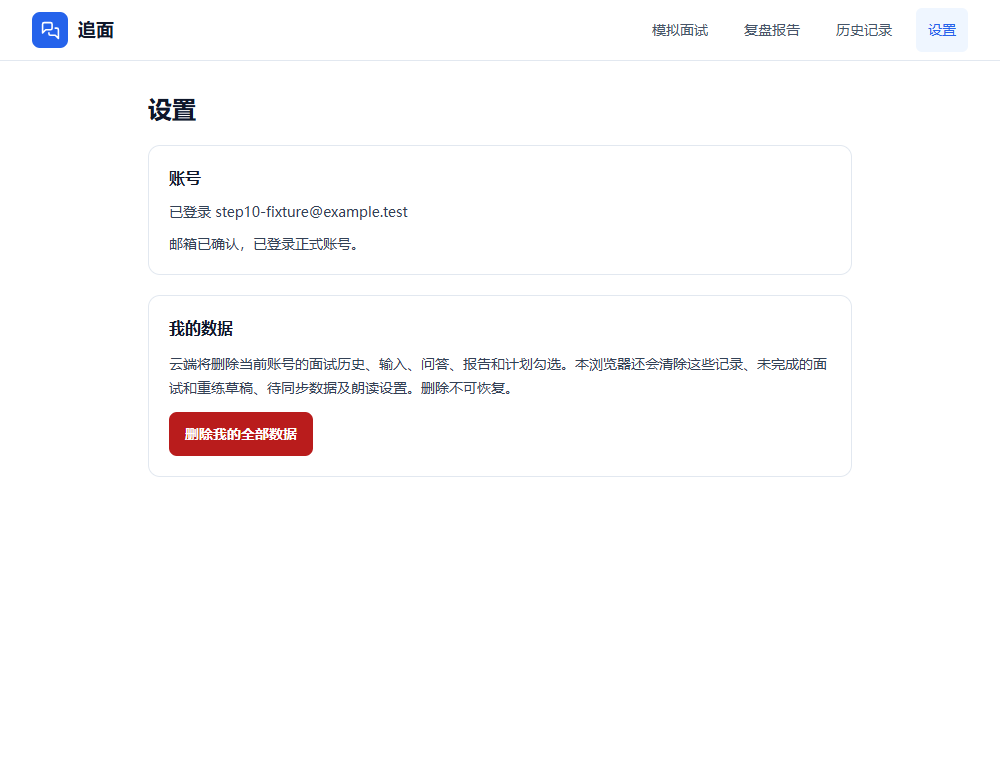 追面
模拟面试
复盘报告
历史记录
设置
设置
账号
已登录 step10-fixture@example.test
邮箱已确认，已登录正式账号。
我的数据
云端将删除当前账号的面试历史、输入、问答、报告和计划勾选。本浏览器还会清除这些记录、未完成的面
试和重练草稿、待同步数据及朗读设置。删除不可恢复。
删除我的全部数据